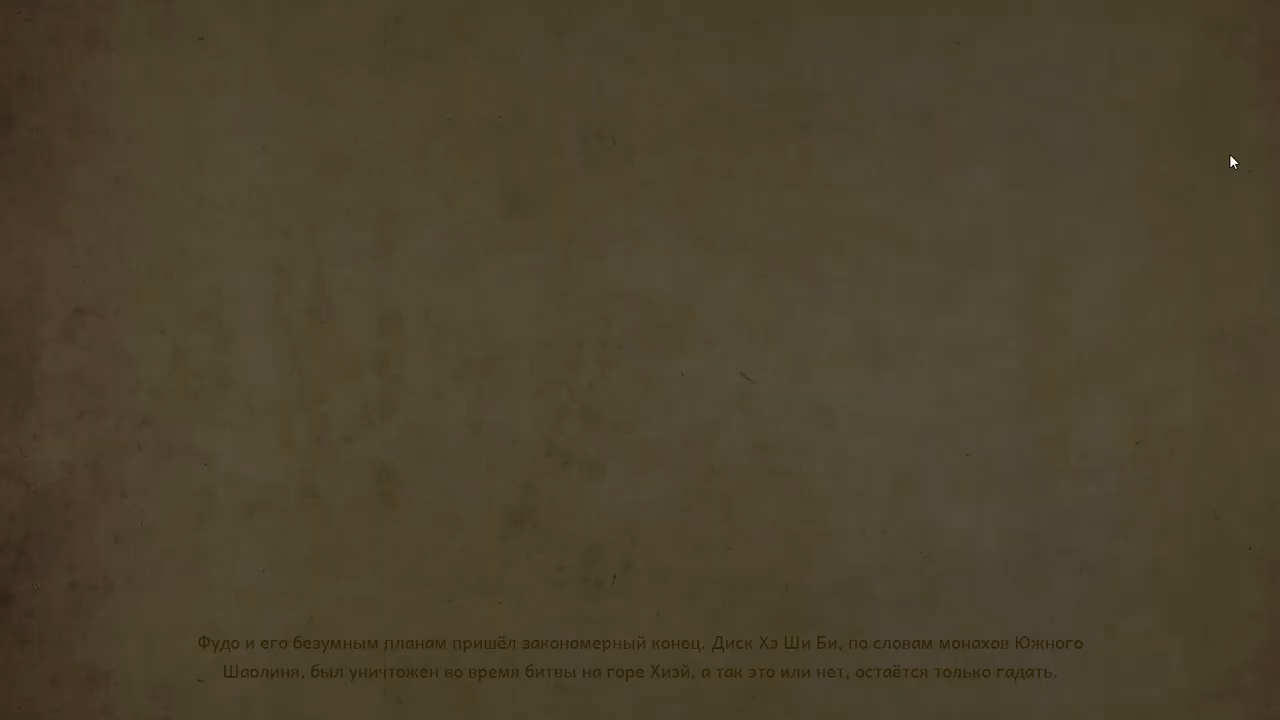 Фудо и его безумным планам пришёл закономерный конец. Диск Хэ Ши Би, по словам монахов Южного
Шаолиня, был уничтожен во время битвы на горе Хиэй, а так это или нет, остаётся только гадать.